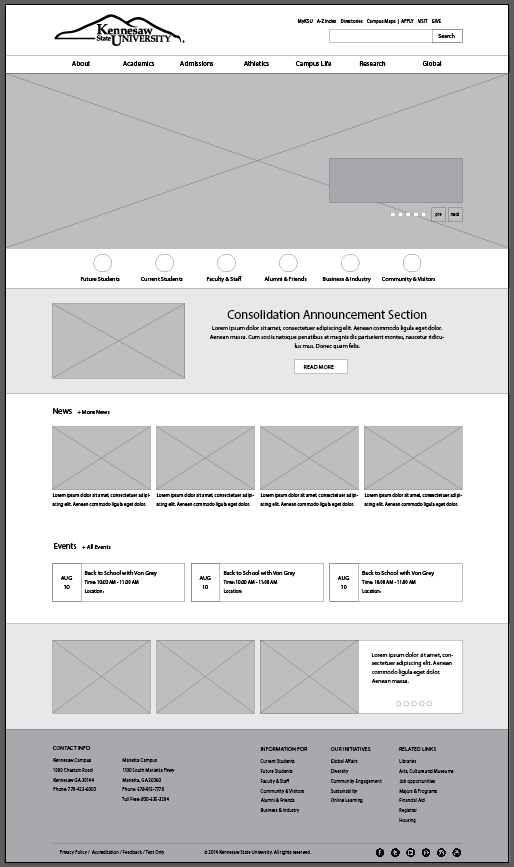 Kennesaw
State UNIVERSITY
MyKSU A-Z Index Directories Campus Maps | APPLY VISIT GIVE
Search
About Academics Admissions Athletics Campus Life Research Global
pre next
Future Students Current Students Faculty & Staff Alumni & Friends Business & Industry Community & Visitors
Consolidation Announcement Section
Lorem ipsum dolor sit amet, consectetuer adipiscing elit. Aenean commodo ligula eget dolor.
Aenean massa. Cum sociis natoque penatibus et magnis dis parturient montes, nascetur ridicu-
lus mus. Donec quam felis.
READ MORE
News + More News
Lorem ipsum dolor sit amet, consectetuer adipi-
scing elit. Aenean commodo ligula eget dolor.
Lorem ipsum dolor sit amet, consectetuer adipi-
scing elit. Aenean commodo ligula eget dolor.
Lorem ipsum dolor sit amet, consectetuer adipi-
scing elit. Aenean commodo ligula eget dolor.
Lorem ipsum dolor sit amet, consectetuer adipi-
scing elit. Aenean commodo ligula eget dolor.
Events + All Events
AUG
10
Back to School with Von Grey
Time: 10:00 AM - 11:00 AM
Location:
AUG
10
Back to School with Von Grey
Time: 10:00 AM - 11:00 AM
Location:
AUG
10
Back to School with Von Grey
Time: 10:00 AM - 11:00 AM
Location:
Lorem ipsum dolor sit amet, con-
sectetuer adipiscing elit. Aenean
commodo ligula eget dolor.
Aenean massa.
CONTACT INFO
Kennesaw Campus
1000 Chastain Road
Kennesaw GA 30144
Phone: 770-423-6000
Marietta Campus
1100 South Marietta Pkwy
Marietta, GA 30060
Phone: 678-915-7778
Toll Free: 800-635-3204
INFORMATION FOR
Current Students
Future Students
Faculty & Staff
Community & Visitors
Alumni & Friends
Business & Industry
OUR INITIATIVES
Global Affairs
Diversity
Community Engagement
Sustainability
Online Learning
RELATED LINKS
Libraries
Arts, Culture and Museums
Job opportunities
Majors & Programs
Financial Aid
Register
Housing
Privacy Policy / Accreditation / Feedback / Text Only
© 2014 Kennesaw State University. All rights reserved.